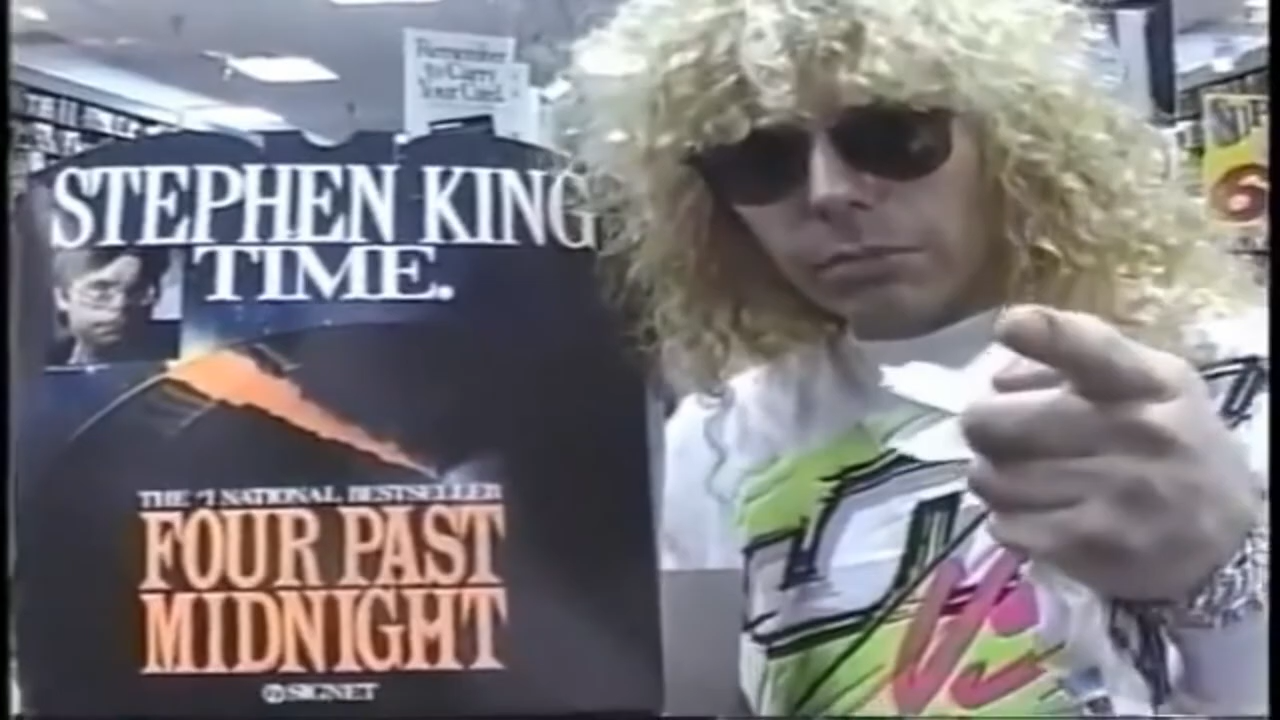 Remember
to Carry
Your Card.
STEPHEN KING
TIME.
THE #1 NATIONAL BESTSELLER
FOUR PAST
MIDNIGHT
SIGNET